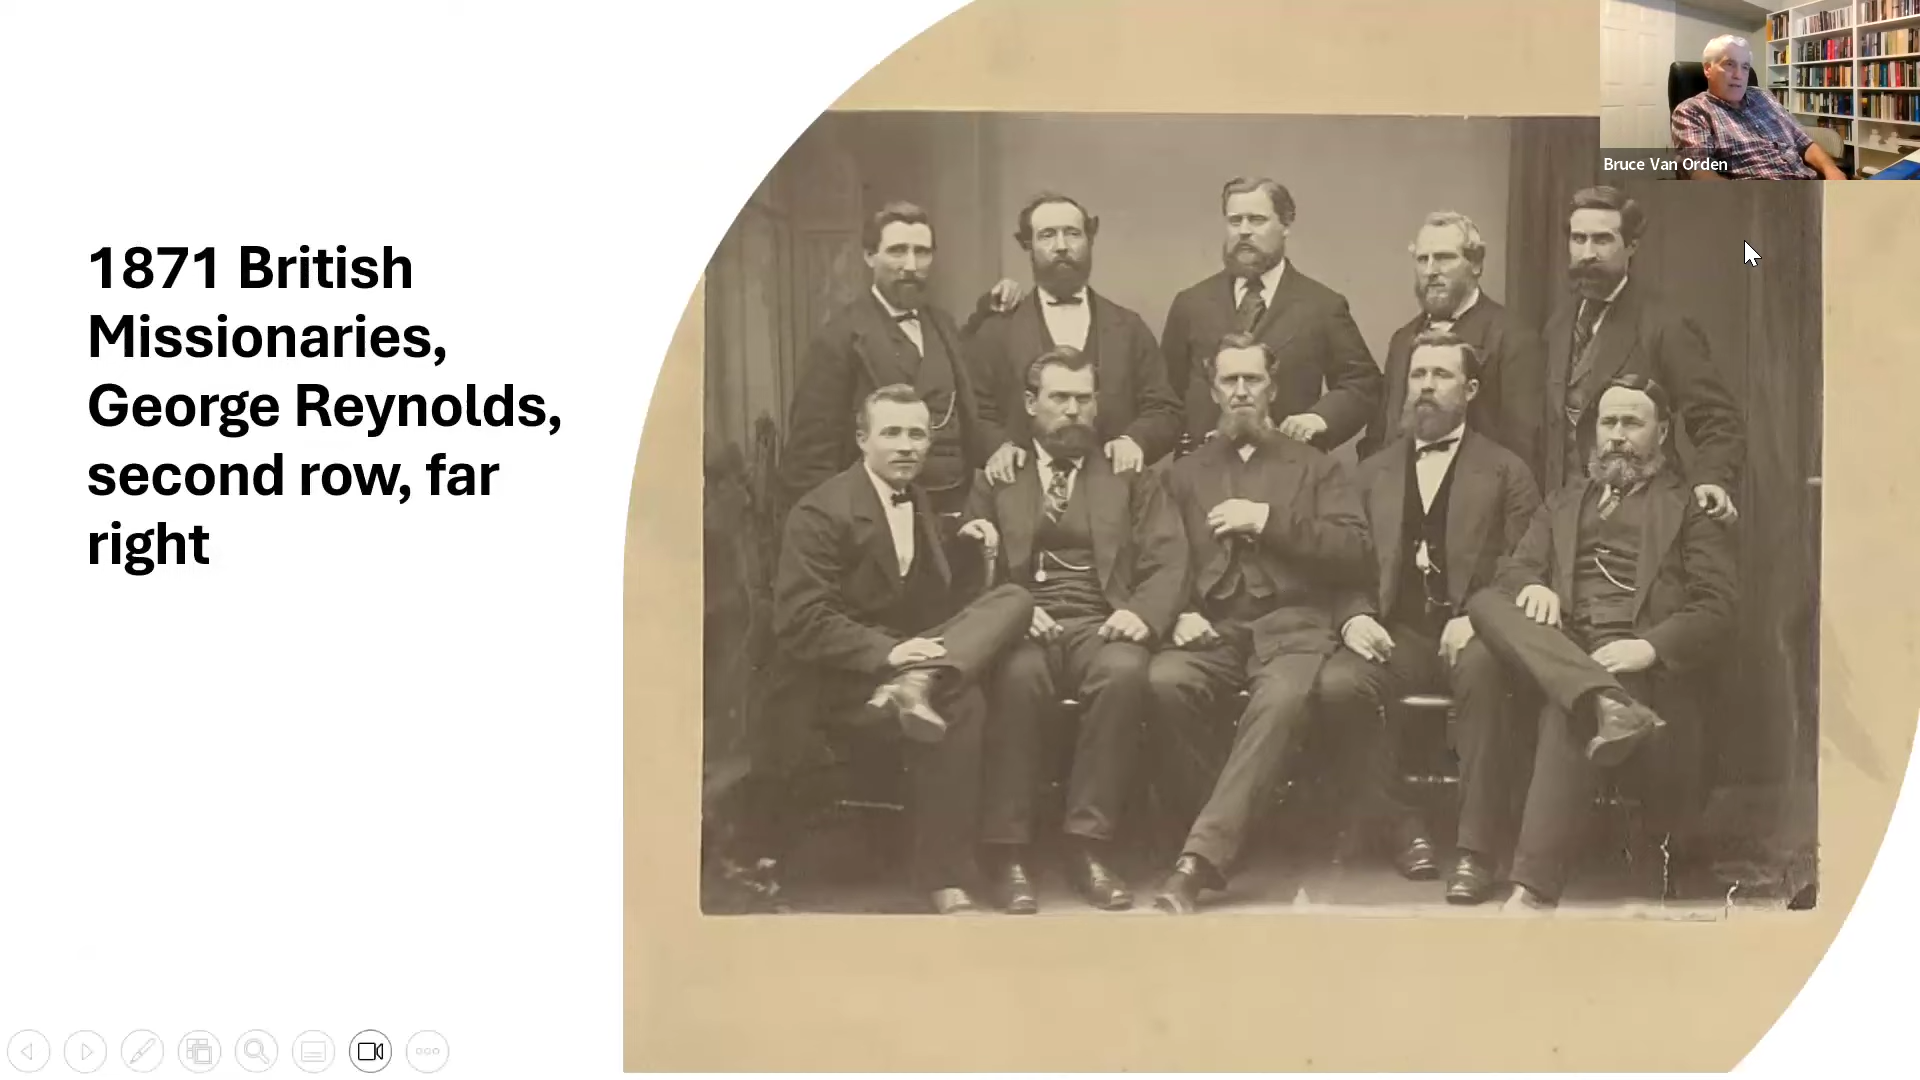 1871 British
Missionaries,
George Reynolds,
second row, far
right
Bruce Van Orden